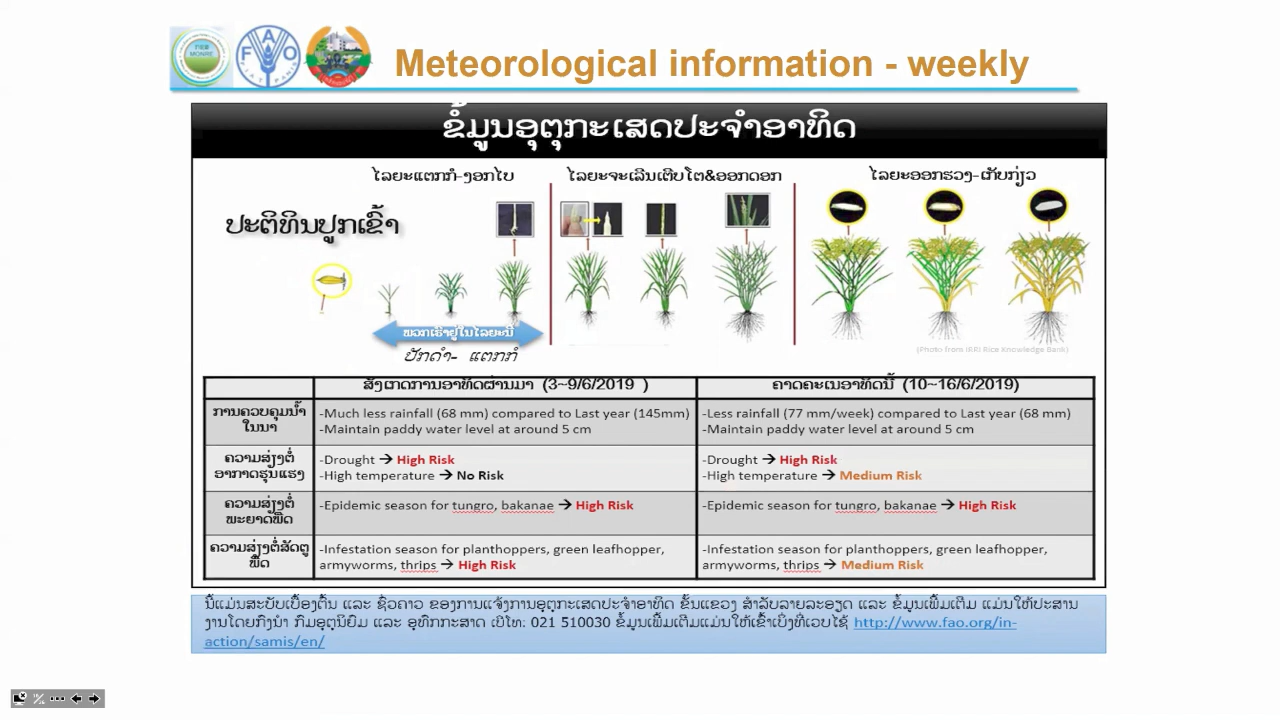 MONRE
FAO
FIAT PANIS
Meteorological information - weekly
ຂໍ້ມູນອຸຕຸກະເສດປະຈຳອາທິດ
ໄລຍະແຕກກໍ-ງອກໄບ
ໄລຍະຈະເລີນເຕີບໂຕ&ອອກດອກ
ໄລຍະອອກຮວງ-ເກັບກ່ຽວ
ປະຕິທິນປູກເຂົ້າ
ພວກເຮົາຢູ່ໃນໄລຍະນີ້
ປັກດຳ- ແຕກກໍ
(Photo from IRRI Rice Knowledge Bank)
ສັງເກດການອາທິດຜ່ານມາ (3~9/6/2019 )
ຄາດຄະເນອາທິດນີ້ (10~16/6/2019)
ການຄວບຄຸມນ້ຳ
ໃນນາ
-Much less rainfall (68 mm) compared to Last year (145mm)
-Maintain paddy water level at around 5 cm
-Less rainfall (77 mm/week) compared to Last year (68 mm)
-Maintain paddy water level at around 5 cm
ຄວາມສ່ຽງຕໍ່
ອາກາດຮຸນແຮງ
-Drought → High Risk
-High temperature → No Risk
-Drought → High Risk
-High temperature → Medium Risk
ຄວາມສ່ຽງຕໍ່
ພະຍາດພືດ
-Epidemic season for tungro, bakanae → High Risk
-Epidemic season for tungro, bakanae → High Risk
ຄວາມສ່ຽງຕໍ່ສັດຕູ
ພືດ
-Infestation season for planthoppers, green leafhopper,
armyworms, thrips → High Risk
-Infestation season for planthoppers, green leafhopper,
armyworms, thrips → Medium Risk
ນີ້ແມ່ນສະບັບເບື້ອງຕົ້ນ ແລະ ຊົ່ວຄາວ ຂອງການແຈ້ງການອຸຕຸກະເສດປະຈຳອາທິດ ຂັ້ນແຂວງ ສຳລັບລາຍລະອຽດ ແລະ ຂໍ້ມູນເພີ່ມເຕີມ ແມ່ນໃຫ້ປະສານ
ງານໂດຍກົງນຳ ກົມອຸຕຸນິຍົມ ແລະ ອຸທົກກະສາດ ເບີໂທ: 021 510030 ຂໍ້ມູນເພີ່ມເຕີມແມ່ນໃຫ້ເຂົ້າເບິ່ງທີ່ເວບໄຊ້ http://www.fao.org/in-
action/samis/en/